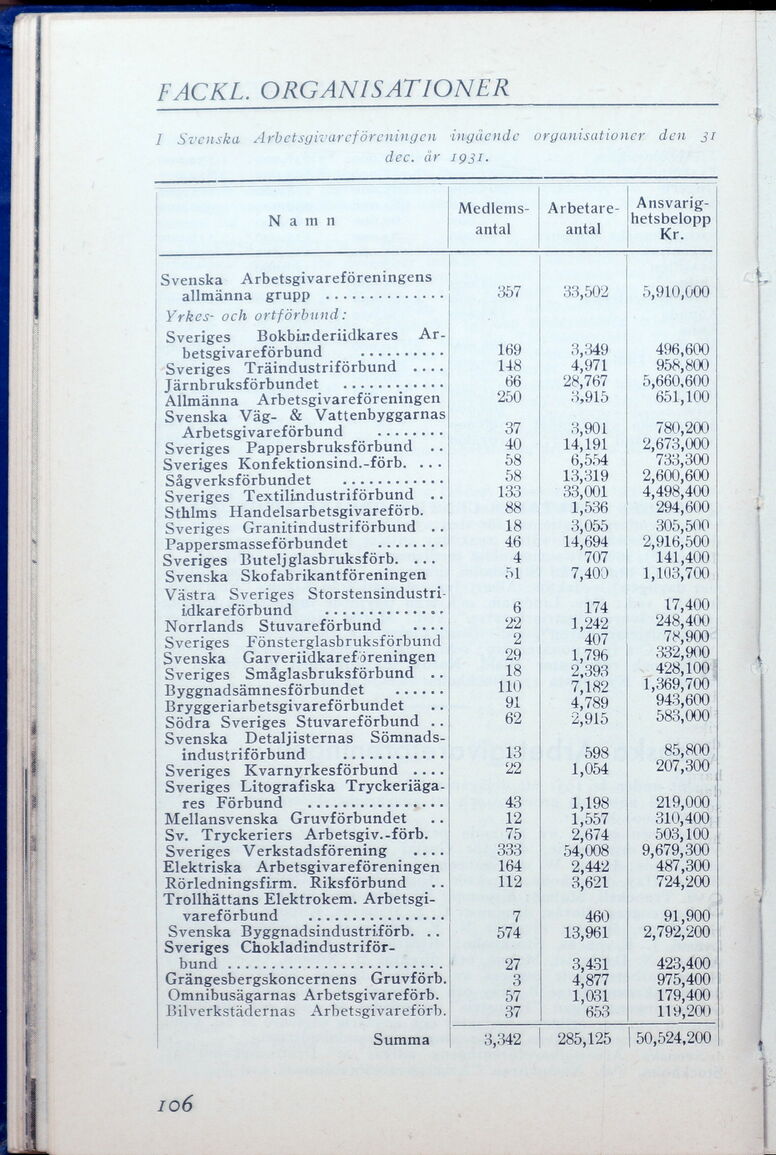 FACKL. ORGANISATIONER
I Svenska Arbetsgivareföreningen ingående organisationer den 31
dec. år 1931.
Namn Medlems-antal Arbetare-antal Ansvarig-hetsbelopp Kr.
Svenska Arbetsgivareföreningens
allmänna grupp .............. 357 33,502 5,910,000
Yrkes- och ortförbund:
Sveriges Bokbinderiidkares Ar-
betsgivareförbund .......... 169 3,349 496,600
Sveriges Träindustriförbund .... 148 4,971 958,800
Järnbruksförbundet ............ 66 28,767 5,660,600
Allmänna Arbetsgivareföreningen 250 3,915 651,100
Svenska Väg- & Vattenbyggarnas
Arbetsgivareförbund ........ 37 3,901 780,200
Sveriges Pappersbruksförbund .. 40 14,191 2,673,000
Sveriges Konfektionsind.-förb. ... 58 6,554 733,300
Sågverksförbundet ............ 58 13,319 2,600,600
Sveriges Textilindustriförbund .. 133 33,001 4,498,400
Sthlms Handelsarbetsgivareförb. 88 1,536 294,600
Sveriges Granitindustriförbund .. 18 3,055 305,500
Pappersmasseförbundet ........ 46 14,694 2,916,500
Sveriges Buteljglasbruksförb. ... 4 707 141,400
Svenska Skofabrikantföreningen 51 7,400 1,103,700
Västra Sveriges Storstensindustri-
idkareförbund .............. 6 174 17,400
Norrlands Stuvareförbund .... 22 1,242 248,400
Sveriges Fönsterglasbruksförbund 2 407 78,900
Svenska Garveriidkareföreningen 29 1,796 332,900
Sveriges Småglasbruksförbund .. 18 2,393 428,100
Byggnadsämnesförbundet ...... 110 7,182 1,369,700
Bryggeriarbetsgivareförbundet .. 91 4,789 943,600
Södra Sveriges Stuvareförbund .. 62 2,915 583,000
Svenska Detaljisternas Sömnads-
industriförbund ............ 13 598 85,800
Sveriges Kvarnyrkesförbund .... 22 1,054 207,300
Sveriges Litografiska Tryckeriäga-
res Förbund ................ 43 1,198 219,000
Mellansvenska Gruvförbundet .. 12 1,557 310,400
Sv. Tryckeriers Arbetsgiv.-förb. 75 2,674 503,100
Sveriges Verkstadsförening .... 333 54,008 9,679,300
Elektriska Arbetsgivareföreningen 164 2,442 487,300
Rörledningsfirm. Riksförbund .. 112 3,621 724,200
Trollhättans Elektrokem. Arbetsgi-
vareförbund ................ 7 460 91,900
Svenska Byggnadsindustriförb. .. 574 13,961 2,792,200
Sveriges Chokladindustriför-
bund ......................... 27 3,431 423,400
Grängesbergskoncernens Gruvförb. 3 4,877 975,400
Omnibusägarnas Arbetsgivareförb. 57 1,031 179,400
Bilverkstädernas Arbetsgivareförb. 37 653 119,200
Summa 3,342 285,125 50,524,200
106